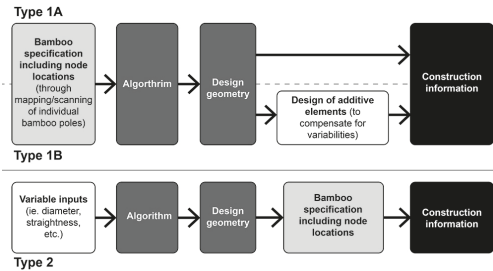 Type 1A
Bamboo
specification
including node
locations
(through
mapping/scanning
of individual
bamboo poles)
Algorthrim
Design
geometry
Design of additive
elements (to
compensate for
variabilities)
Construction
information
Type 1B
Variable inputs
(ie. diameter,
straightness,
etc.)
Algorithm
Design
geometry
Bamboo
specification
including node
locations
Construction
information
Type 2